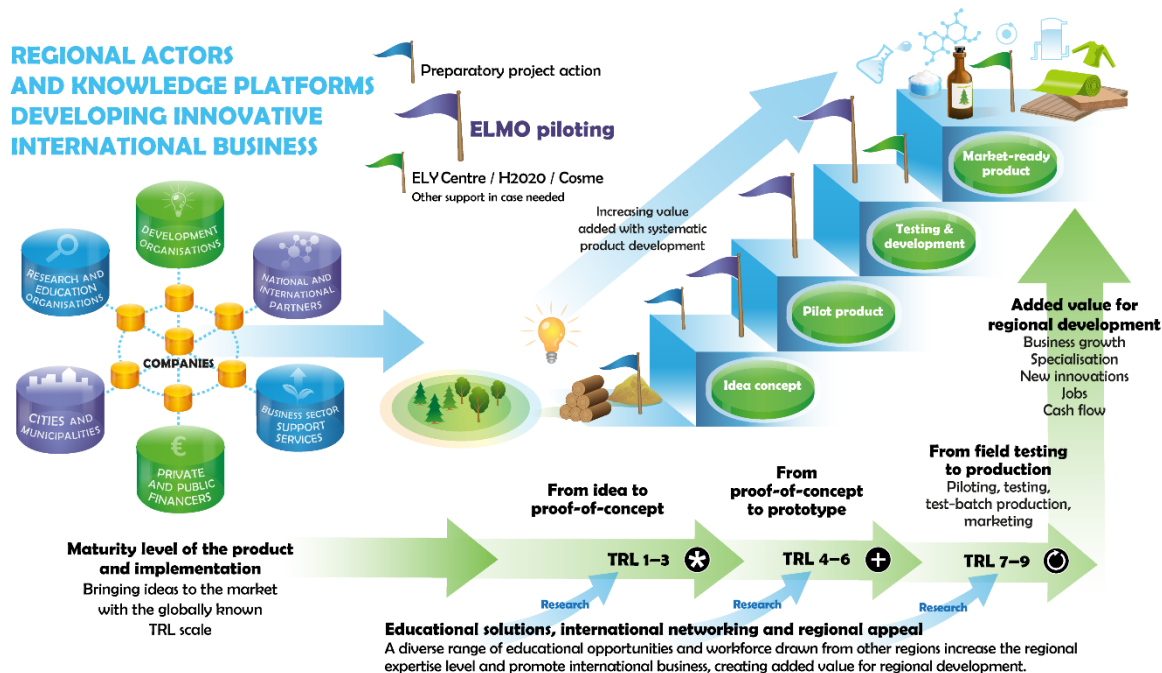 REGIONAL ACTORS
AND KNOWLEDGE PLATFORMS
DEVELOPING INNOVATIVE
INTERNATIONAL BUSINESS
Preparatory project action
ELMO piloting
ELY Centre / H2020 / Cosme
Other support in case needed
DEVELOPMENT
ORGANISATIONS
RESEARCH AND
EDUCATION
ORGANISATIONS
NATIONAL AND
INTERNATIONAL
PARTNERS
COMPANIES
CITIES AND
MUNICIPALITIES
BUSINESS SECTOR
SUPPORT
SERVICES
€
PRIVATE
AND PUBLIC
FINANCERS
Increasing value
added with systematic
product development
Market-ready
product
Testing &
development
Pilot product
Idea concept
Added value for
regional development
Business growth
Specialisation
New innovations
Jobs
Cash flow
From idea to
proof-of-concept
From
proof-of-concept
to prototype
From field testing
to production
Piloting, testing,
test-batch production,
marketing
Maturity level of the product
and implementation
Bringing ideas to the market
with the globally known
TRL scale
TRL 1–3
TRL 4–6
TRL 7–9
Research
Research
Research
Educational solutions, international networking and regional appeal
A diverse range of educational opportunities and workforce drawn from other regions increase the regional
expertise level and promote international business, creating added value for regional development.